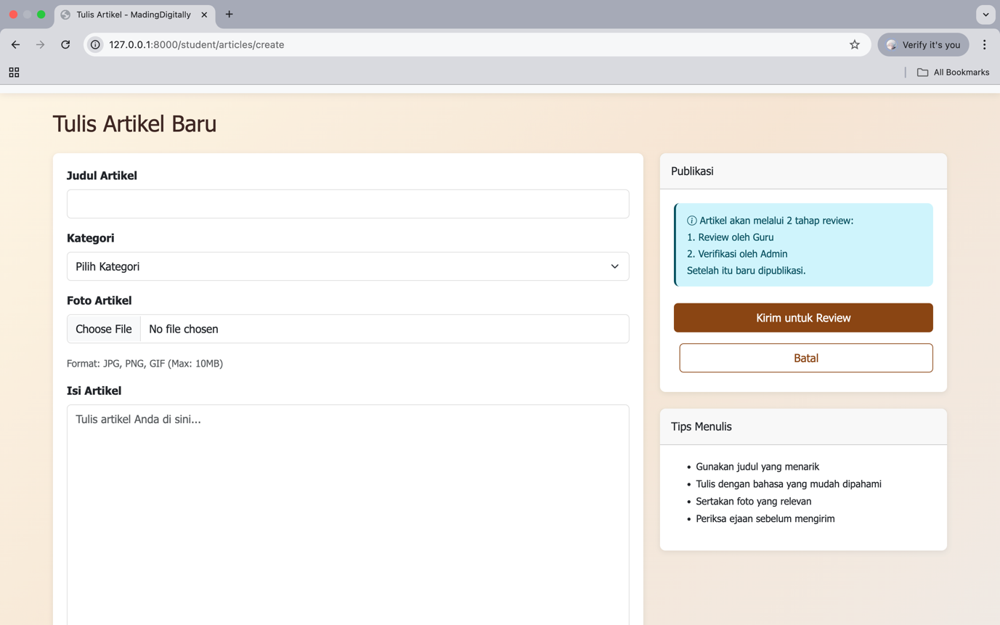 Tulis Artikel - MadingDigitally
127.0.0.1:8000/student/articles/create
Verify it's you
All Bookmarks
Tulis Artikel Baru
Judul Artikel
Kategori
Pilih Kategori
Foto Artikel
Choose File No file chosen
Format: JPG, PNG, GIF (Max: 10MB)
Isi Artikel
Tulis artikel Anda di sini...
Publikasi
Artikel akan melalui 2 tahap review:
1. Review oleh Guru
2. Verifikasi oleh Admin
Setelah itu baru dipublikasi.
Kirim untuk Review
Batal
Tips Menulis
• Gunakan judul yang menarik
• Tulis dengan bahasa yang mudah dipahami
• Sertakan foto yang relevan
• Periksa ejaan sebelum mengirim